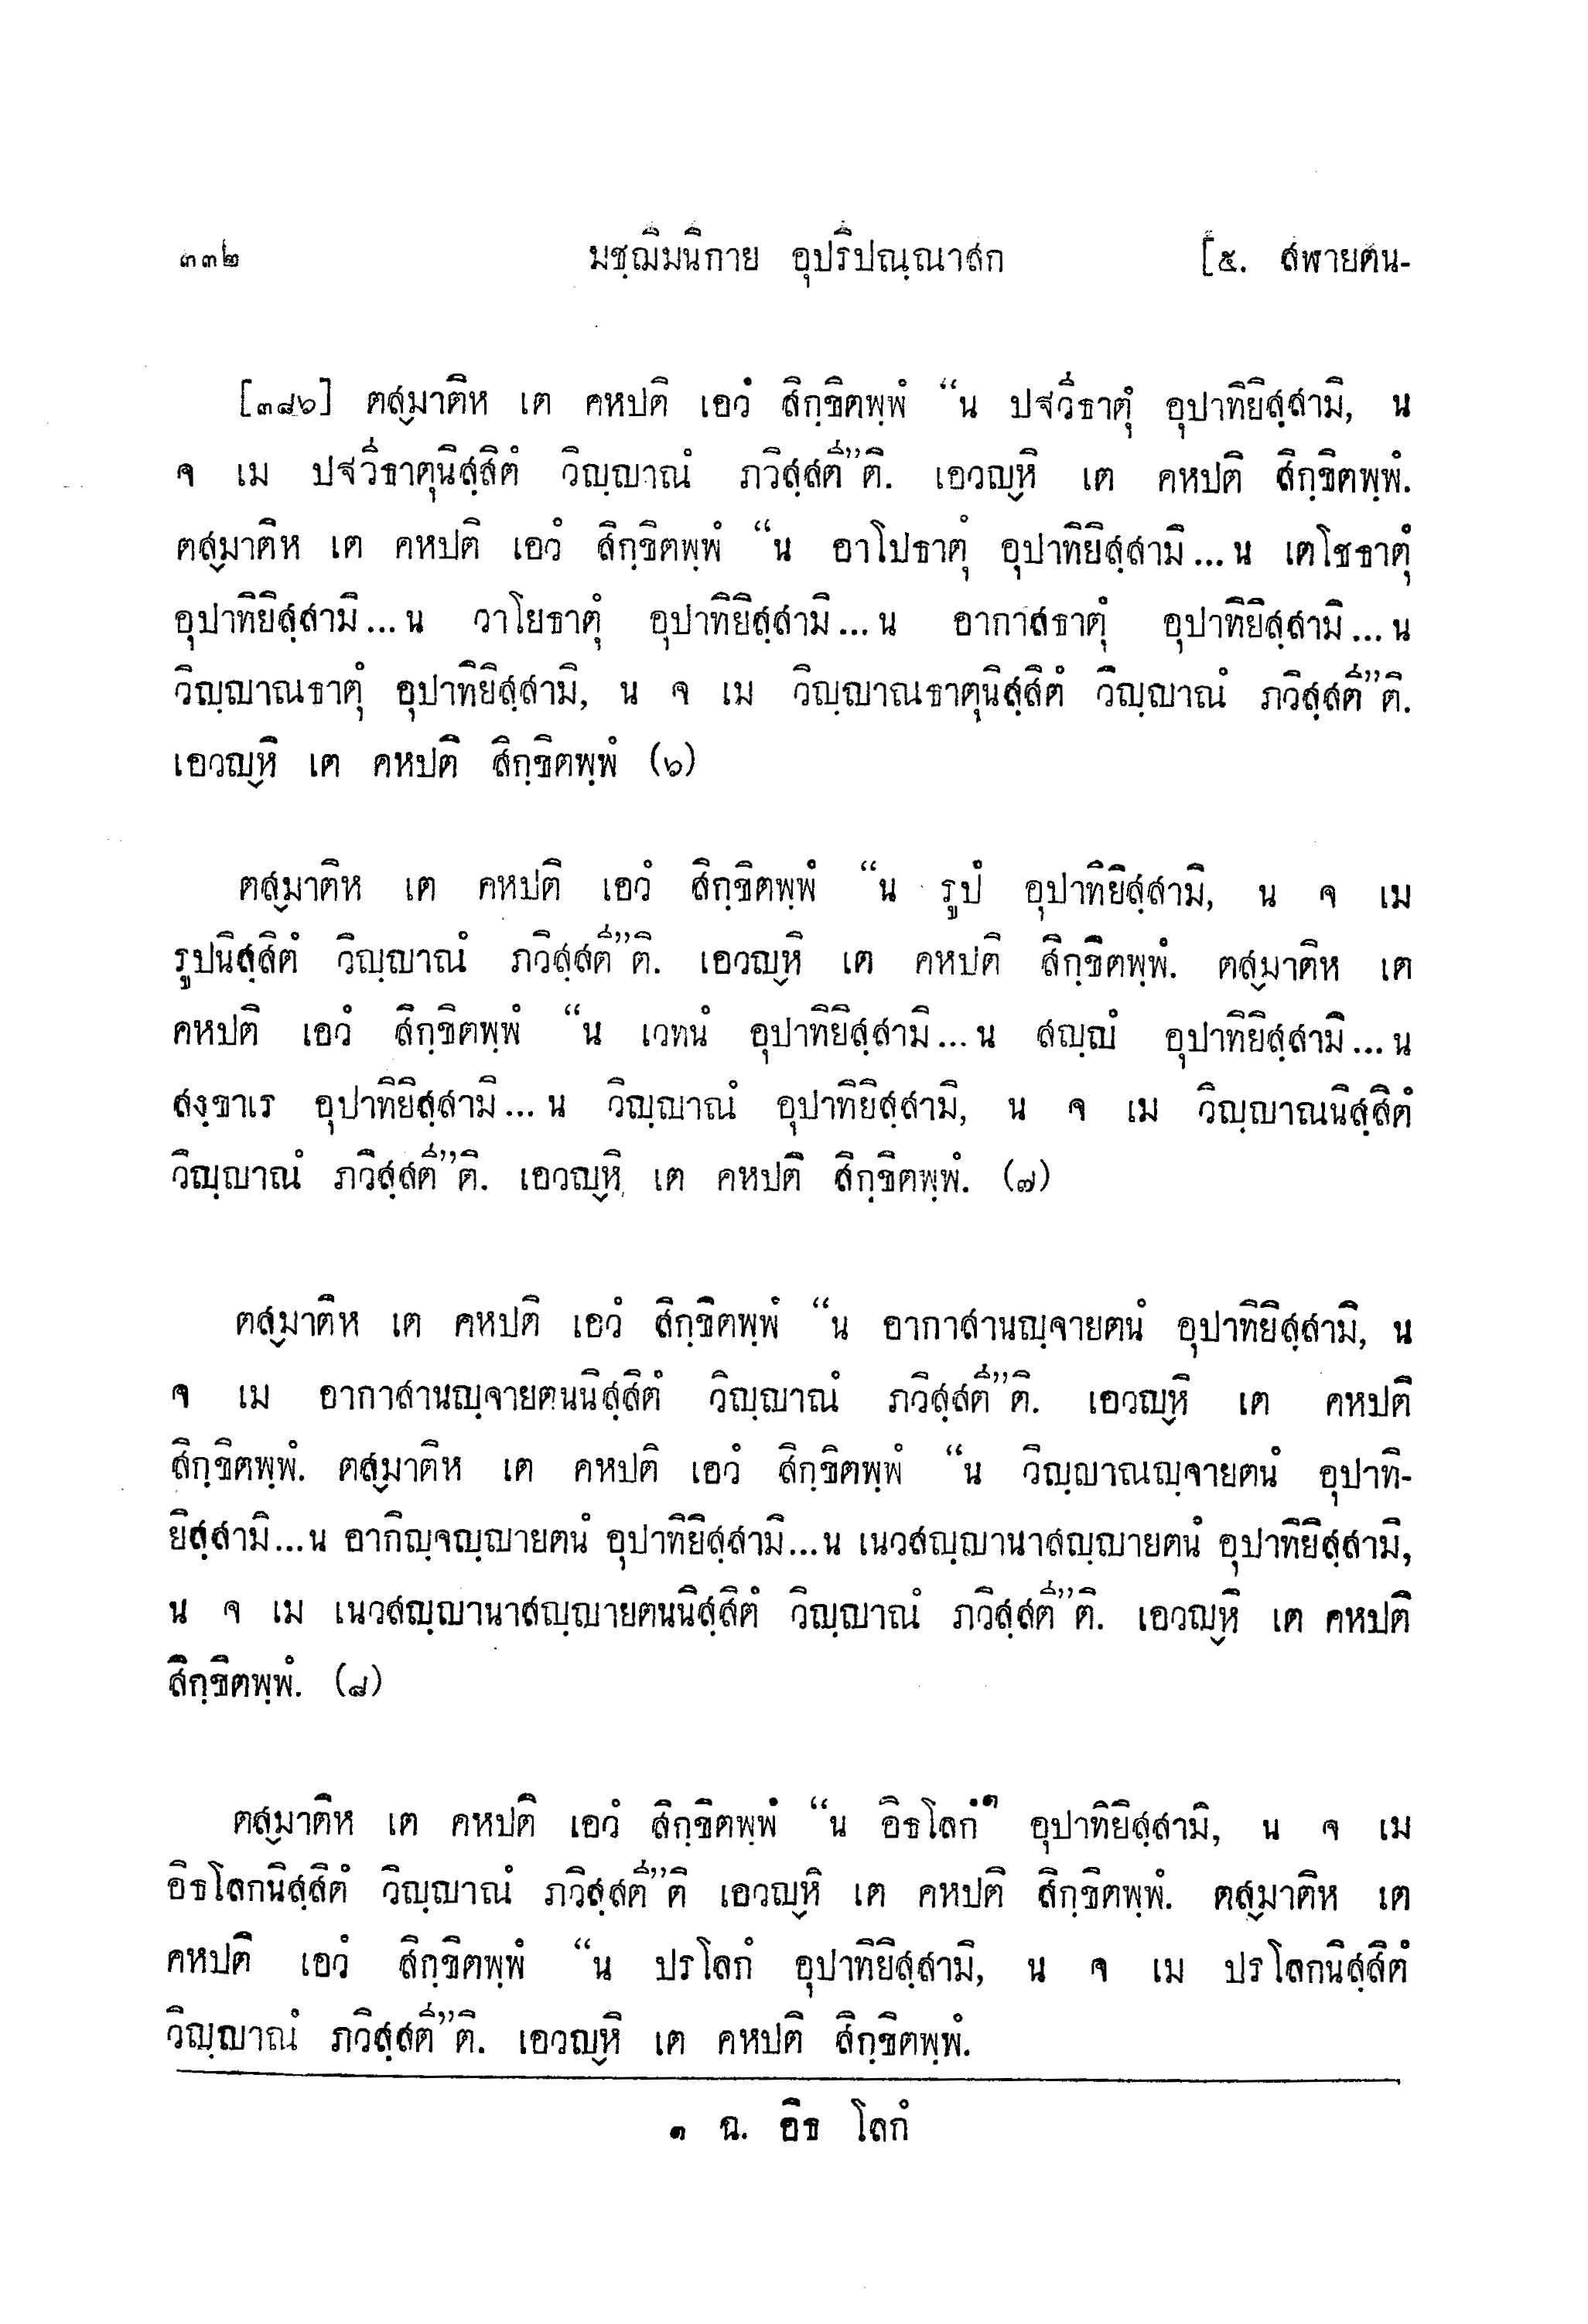 ๓๓๒ มชฺฌิมนิกาย อุปริปณฺณาสก [๕. สฬายตน-
[๓๘๖] ตสฺมาติห เต คหปติ เอวํ สิกฺขิตพฺพํ “น ปฐวีธาตุํ อุปาทิยิสฺสามิ, น
จ เม ปฐวีธาตุนิสฺสิตํ วิญฺญาณํ ภวิสฺสตี”ติ. เอวญฺหิ เต คหปติ สิกฺขิตพฺพํ.
ตสฺมาติห เต คหปติ เอวํ สิกฺขิตพฺพํ “น อาโปธาตุํ อุปาทิยิสฺสามิ...น เตโชธาตุํ
อุปาทิยิสฺสามิ...น วาโยธาตุํ อุปาทิยิสฺสามิ...น อากาสธาตุํ อุปาทิยิสฺสามิ...น
วิญฺญาณธาตุํ อุปาทิยิสฺสามิ, น จ เม วิญฺญาณธาตุนิสฺสิตํ วิญฺญาณํ ภวิสฺสตี”ติ.
เอวญฺหิ เต คหปติ สิกฺขิตพฺพํ (๖)
ตสฺมาติห เต คหปติ เอวํ สิกฺขิตพฺพํ “น รูปํ อุปาทิยิสฺสามิ, น จ เม
รูปนิสฺสิตํ วิญฺญาณํ ภวิสฺสตี”ติ. เอวญฺหิ เต คหปติ สิกฺขิตพฺพํ. ตสฺมาติห เต
คหปติ เอวํ สิกฺขิตพฺพํ “น เวทนํ อุปาทิยิสฺสามิ...น สญฺญํ อุปาทิยิสฺสามิ...น
สงฺขาเร อุปาทิยิสฺสามิ...น วิญฺญาณํ อุปาทิยิสฺสามิ, น จ เม วิญฺญาณนิสฺสิตํ
วิญฺญาณํ ภวิสฺสตี”ติ. เอวญฺหิ เต คหปติ สิกฺขิตพฺพํ. (๗)
ตสฺมาติห เต คหปติ เอวํ สิกฺขิตพฺพํ “น อากาสานญฺจายตนํ อุปาทิยิสฺสามิ, น
จ เม อากาสานญฺจายตนนิสฺสิตํ วิญฺญาณํ ภวิสฺสตี”ติ. เอวญฺหิ เต คหปติ
สิกฺขิตพฺพํ. ตสฺมาติห เต คหปติ เอวํ สิกฺขิตพฺพํ “น วิญฺญาณญฺจายตนํ อุปาทิ-
ยิสฺสามิ...น อากิญฺจญฺญายตนํ อุปาทิยิสฺสามิ...น เนวสญฺญานาสญฺญายตนํ อุปาทิยิสฺสามิ,
น จ เม เนวสญฺญานาสญฺญายตนนิสฺสิตํ วิญฺญาณํ ภวิสฺสตี”ติ. เอวญฺหิ เต คหปติ
สิกฺขิตพฺพํ. (๘)
ตสฺมาติห เต คหปติ เอวํ สิกฺขิตพฺพํ “น อิธโลกํ๑ อุปาทิยิสฺสามิ, น จ เม
อิธโลกนิสฺสิตํ วิญฺญาณํ ภวิสฺสตี”ติ เอวญฺหิ เต คหปติ สิกฺขิตพฺพํ. ตสฺมาติห เต
คหปติ เอวํ สิกฺขิตพฺพํ “น ปรโลกํ อุปาทิยิสฺสามิ, น จ เม ปรโลกนิสฺสิตํ
วิญฺญาณํ ภวิสฺสตี”ติ. เอวญฺหิ เต คหปติ สิกฺขิตพฺพํ.
๑ ฉ. อิธ โลกํ